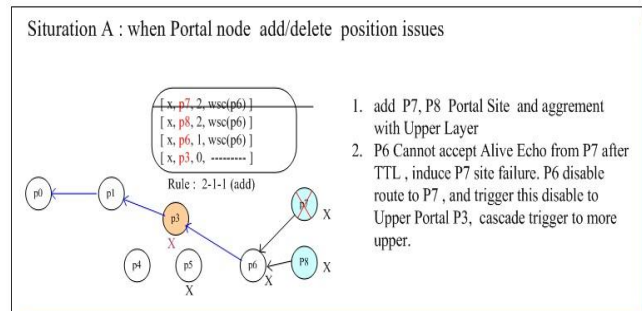 Situration A : when Portal node add/delete position issues
[ x, p7, 2, wsc(p6) ]
[ x, p8, 2, wsc(p6) ]
[ x, p6, 1, wsc(p6) ]
[ x, p3, 0, --------- ]
Rule : 2-1-1 (add)
1. add P7, P8 Portal Site and aggrement
with Upper Layer
2. P6 Cannot accept Alive Echo from P7 after
TTL , induce P7 site failure. P6 disable
route to P7 , and trigger this disable to
Upper Portal P3, cascade trigger to more
upper.
p0
p1
p3
X
p7
X
p4
p5
X
p6
X
P8
X